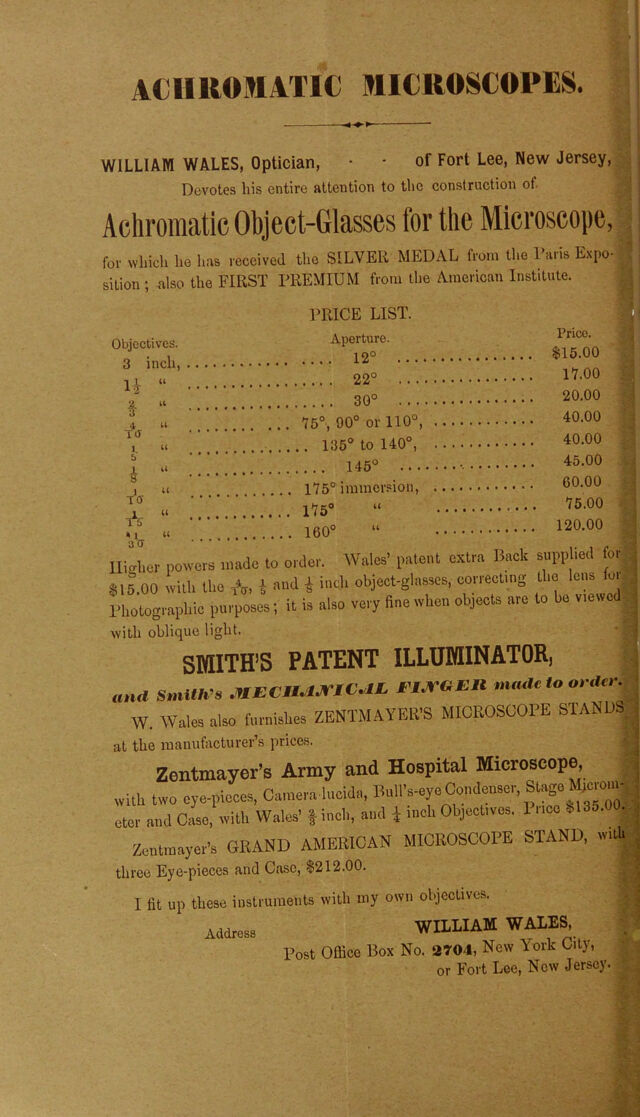 ACHROMATIC MICROSCOPES.
WILLIAM WALES, Optician, - - of Fort Lee, New Jersey,
Devotes his entire attention to the construction of
Achromatic Object-Glasses for the Microscope,
for which he has received the SILVER MEDAL from the Paris Expo-
sition; also the FIRST PREMIUM from the American Institute.
PRICE LIST.
Objectives. Aperture. Price.
3 inch, .......... 12° .......... $15.00
1½ " .......... 22° .......... 17.00
⅔ " .......... 30° .......... 20.00
4/10 " .......... 75°, 90° or 110°, .......... 40.00
1/5 " .......... 135° to 140°, .......... 40.00
⅛ " .......... 145° .......... 45.00
1/10 " .......... 175° immersion, .......... 60.00
1/15 " .......... 175° " .......... 75.00
1/30 " .......... 160° " .......... 120.00
Higher powers made to order. Wales' patent extra Back supplied for
$15.00 with the 4/10, 1/5 and ⅛ inch object-glasses, correcting the lens for
Photographic purposes; it is also very fine when objects are to be viewed
with oblique light.
SMITH'S PATENT ILLUMINATOR,
and Smith's MECHANICAL FINGER made to order.
W. Wales also furnishes ZENTMAYER'S MICROSCOPE STANDS
at the manufacturer's prices.
Zentmayer's Army and Hospital Microscope,
with two eye-pieces, Camera lucida, Bull's-eye Condenser, Stage Microm-
eter and Case, with Wales' ⅔ inch, and ⅕ inch Objectives. Price $135.00.
Zentmayer's GRAND AMERICAN MICROSCOPE STAND, with
three Eye-pieces and Case, $212.00.
I fit up these instruments with my own objectives.
Address WILLIAM WALES,
Post Office Box No. 2704, New York City,
or Fort Lee, New Jersey.